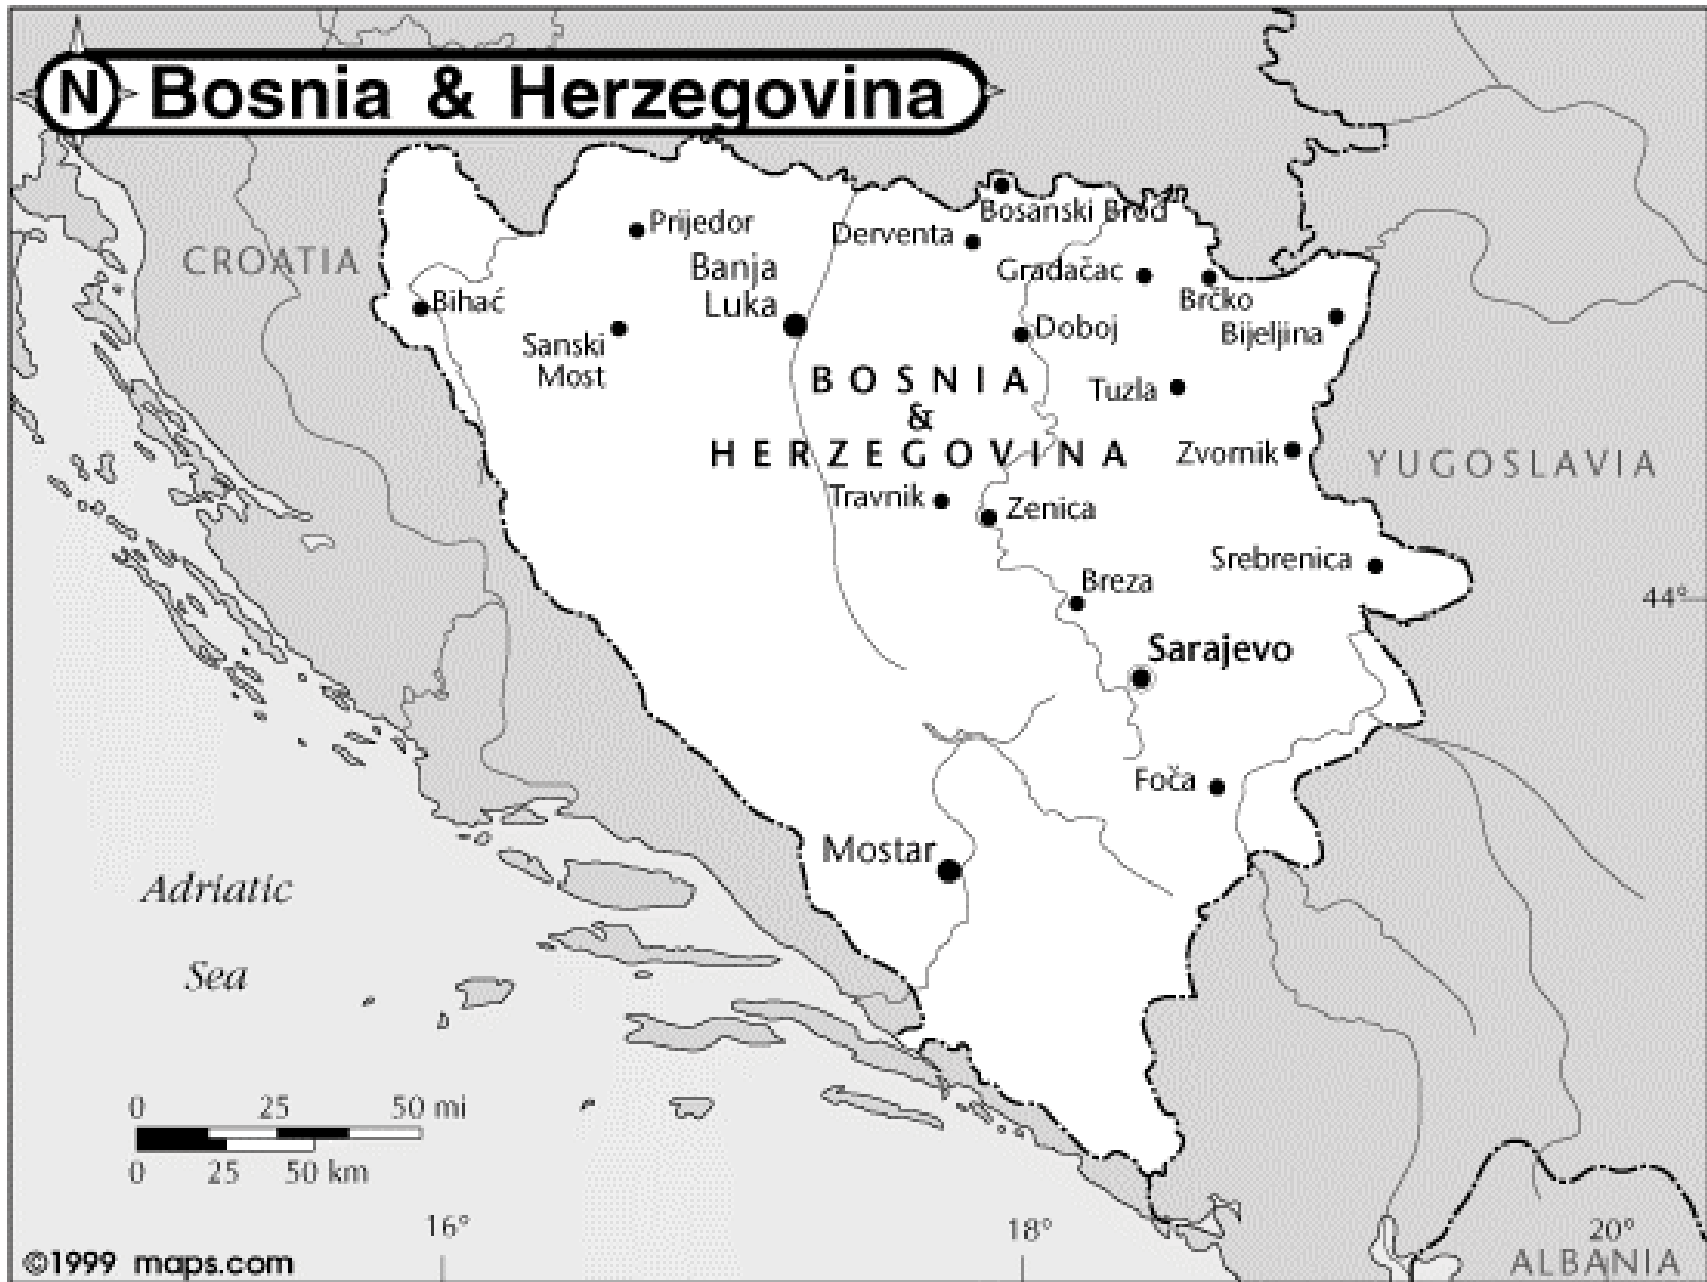 N Bosnia & Herzegovina
Bosanski Brod
Prijedor
Derventa
CROATIA
Banja
Luka
Gradačac
Brčko
Bihać
Bijeljina
Doboj
Sanski
Most
BOSNIA
&
HERZEGOVINA
Tuzla
Zvornik
YUGOSLAVIA
Travnik
Zenica
Srebrenica
Breza
44°
Sarajevo
Foča
Mostar
Adriatic
Sea
0 25 50 mi
0 25 50 km
16°
18°
20°
©1999 maps.com
ALBANIA